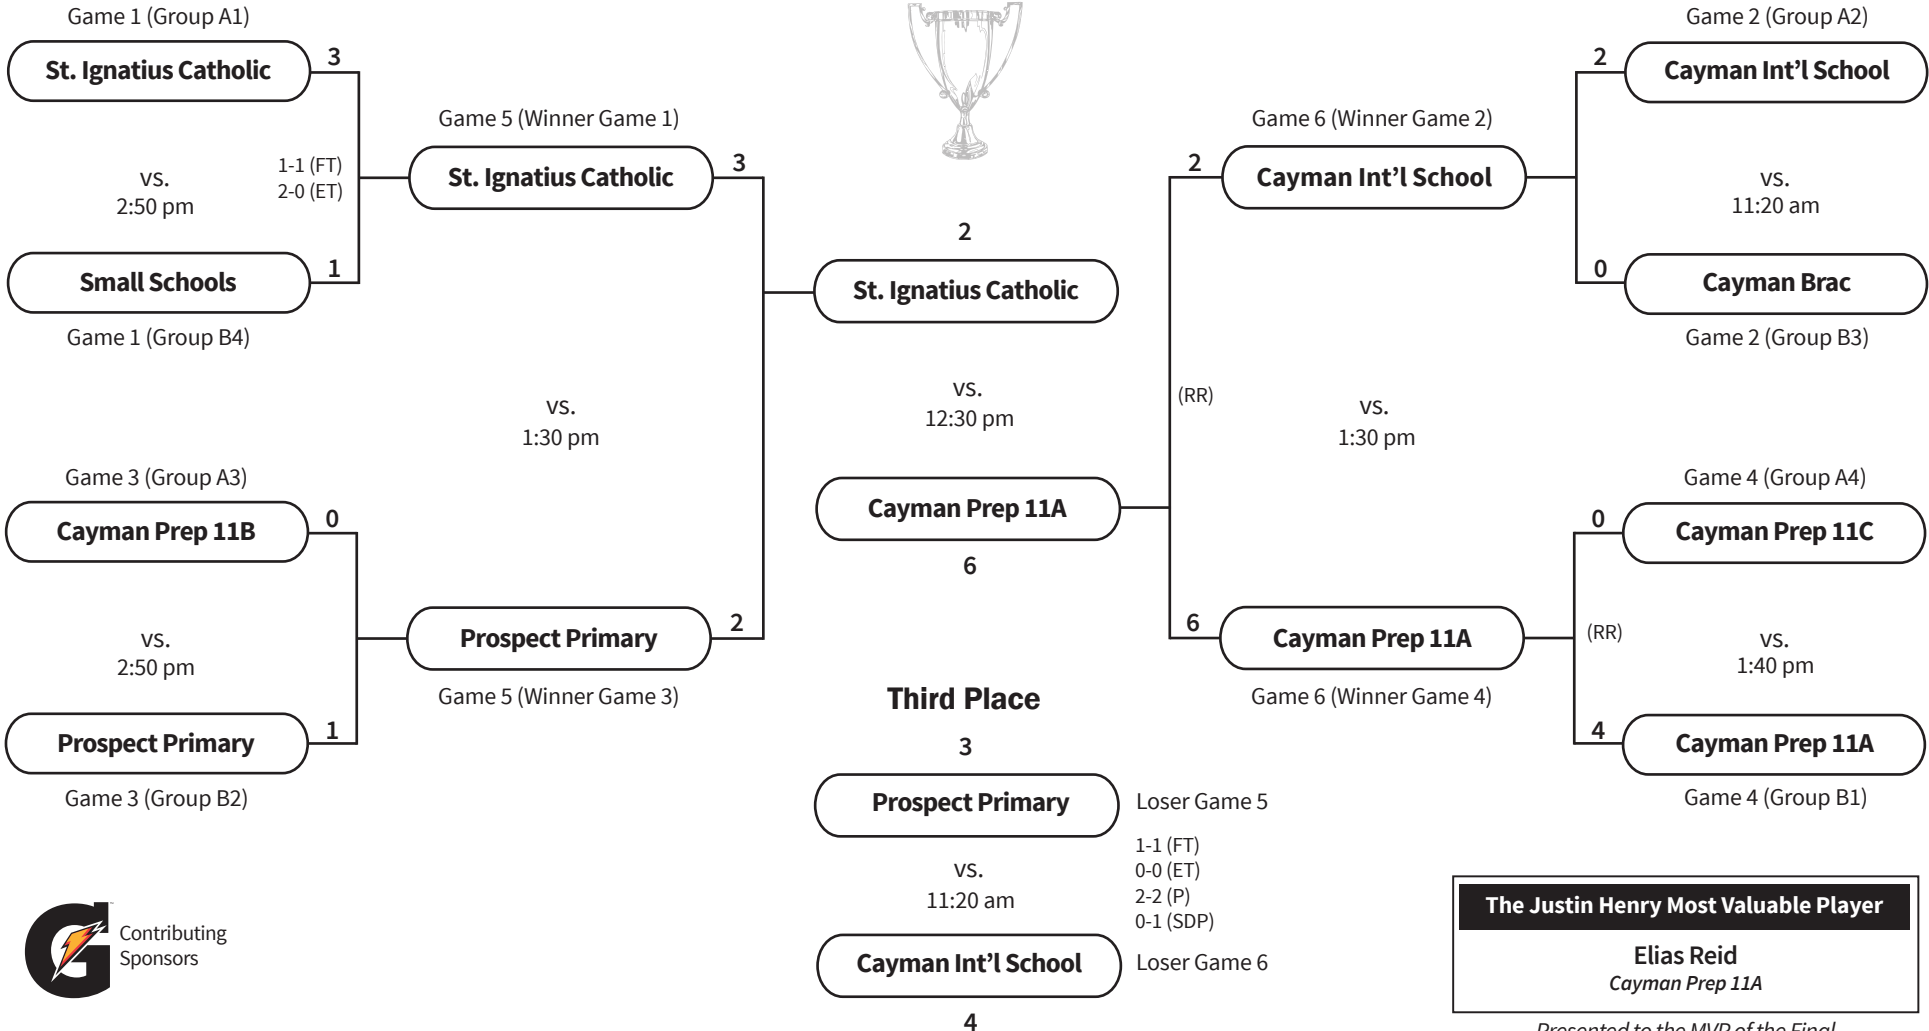 Game 1 (Group A1)
St. Ignatius Catholic
3
vs.
2:50 pm
1-1 (FT)
2-0 (ET)
Small Schools
1
Game 1 (Group B4)
Game 5 (Winner Game 1)
St. Ignatius Catholic
3
vs.
1:30 pm
Game 3 (Group A3)
Cayman Prep 11B
0
vs.
2:50 pm
Prospect Primary
1
Game 3 (Group B2)
Prospect Primary
2
Game 5 (Winner Game 3)
2
St. Ignatius Catholic
vs.
12:30 pm
Cayman Prep 11A
6
Game 6 (Winner Game 2)
2
Cayman Int’l School
(RR)
vs.
1:30 pm
6
Cayman Prep 11A
Game 6 (Winner Game 4)
Game 2 (Group A2)
2
Cayman Int’l School
vs.
11:20 am
0
Cayman Brac
Game 2 (Group B3)
Game 4 (Group A4)
0
Cayman Prep 11C
(RR)
vs.
1:40 pm
4
Cayman Prep 11A
Game 4 (Group B1)
Third Place
3
Prospect Primary
Loser Game 5
1-1 (FT)
0-0 (ET)
2-2 (P)
0-1 (SDP)
vs.
11:20 am
Cayman Int’l School
Loser Game 6
4
G
Contributing
Sponsors
The Justin Henry Most Valuable Player
Elias Reid
Cayman Prep 11A
Presented to the MVP of the Final